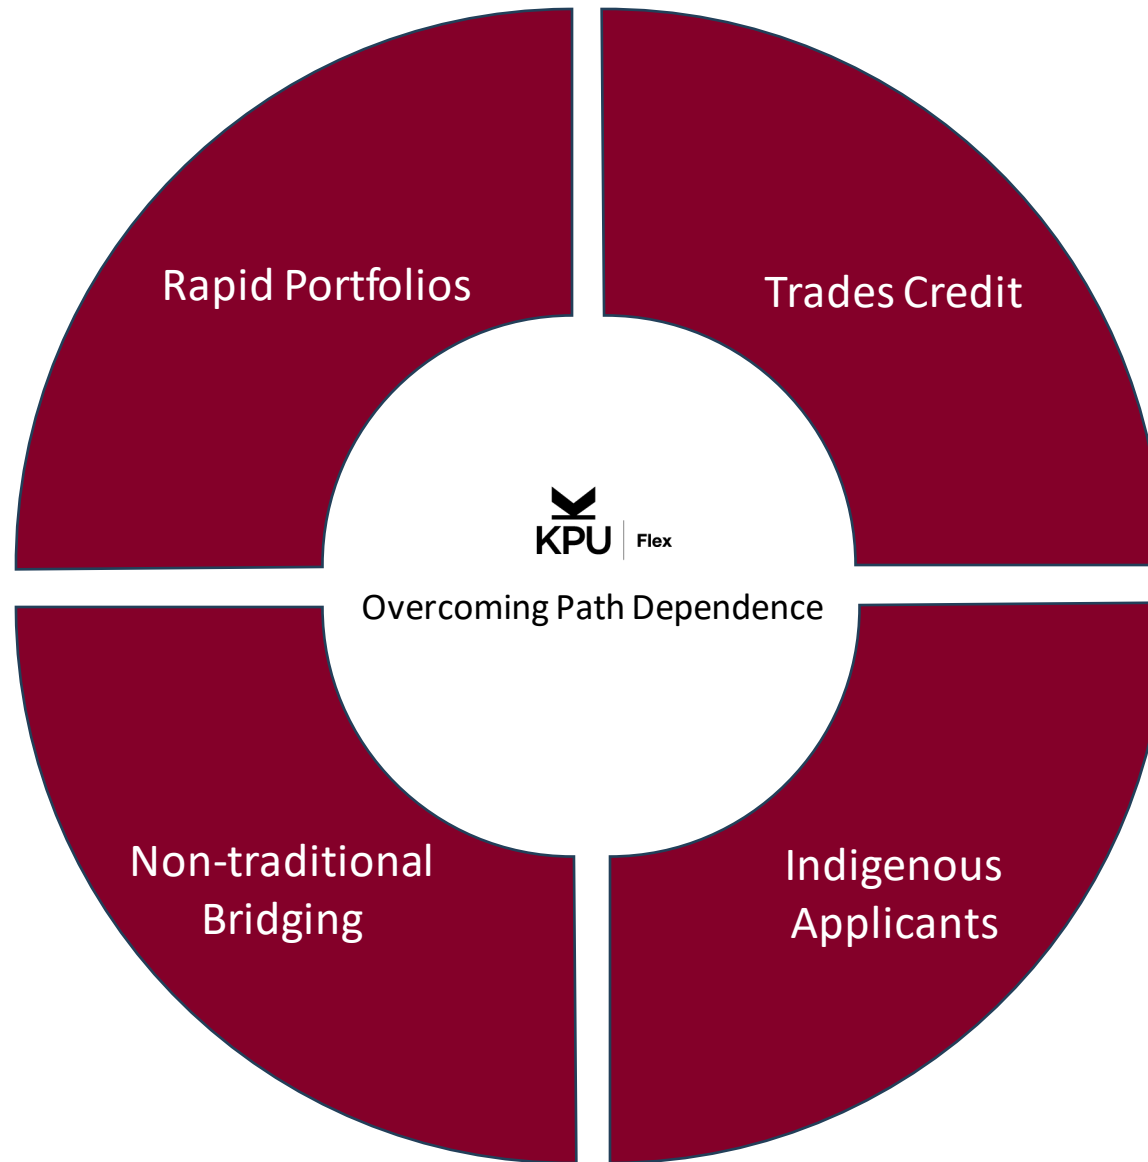 Rapid Portfolios
Trades Credit
KPU
Flex
Overcoming Path Dependence
Non-traditional
Bridging
Indigenous
Applicants